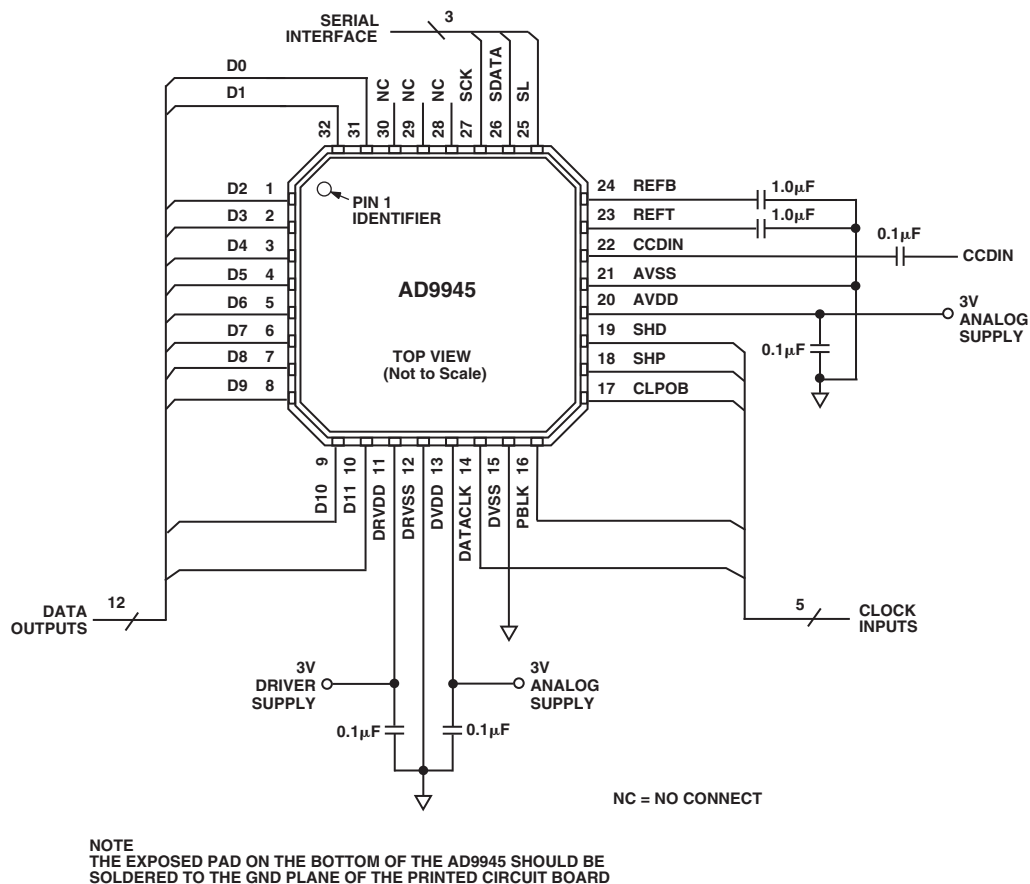 SERIAL
INTERFACE
3
D0
D1
NC
NC
NC
SCK
SDATA
SL
32
31
30
29
28
27
26
25
D2 1
D3 2
D4 3
D5 4
D6 5
D7 6
D8 7
D9 8
PIN 1
IDENTIFIER
AD9945
TOP VIEW
(Not to Scale)
24 REFB
23 REFT
22 CCDIN
21 AVSS
20 AVDD
19 SHD
18 SHP
17 CLPOB
1.0μF
1.0μF
0.1μF
CCDIN
3V
ANALOG
SUPPLY
0.1μF
D10 9
D11 10
DRVDD 11
DRVSS 12
DVDD 13
DATACLK 14
DVSS 15
PBLK 16
DATA
OUTPUTS
12
5
CLOCK
INPUTS
3V
DRIVER
SUPPLY
3V
ANALOG
SUPPLY
0.1μF
0.1μF
NC = NO CONNECT
NOTE
THE EXPOSED PAD ON THE BOTTOM OF THE AD9945 SHOULD BE
SOLDERED TO THE GND PLANE OF THE PRINTED CIRCUIT BOARD